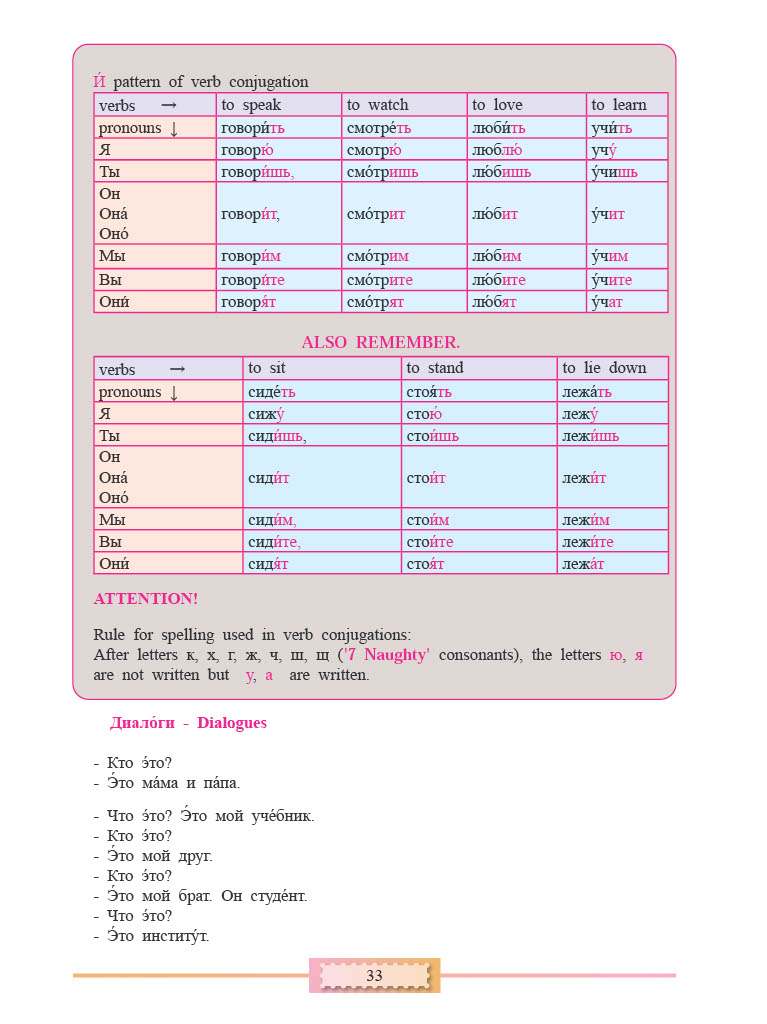 И́ pattern of verb conjugation
verbs → to speak to watch to love to learn
pronouns ↓ говори́ть смотре́ть люби́ть учи́ть
Я говорю́ смотрю́ люблю́ учу́
Ты говори́шь, смо́тришь лю́бишь у́чишь
Он
Она́ говори́т, смо́трит лю́бит у́чит
Оно́
Мы говори́м смо́трим лю́бим у́чим
Вы говори́те смо́трите лю́бите у́чите
Они́ говоря́т смо́трят лю́бят у́чат
ALSO REMEMBER.
verbs → to sit to stand to lie down
pronouns ↓ сиде́ть стоя́ть лежа́ть
Я сижу́ стою́ лежу́
Ты сиди́шь, стои́шь лежи́шь
Он
Она́ сиди́т стои́т лежи́т
Оно́
Мы сиди́м, стои́м лежи́м
Вы сиди́те, стои́те лежи́те
Они́ сидя́т стоя́т лежа́т
ATTENTION!
Rule for spelling used in verb conjugations:
After letters к, х, г, ж, ч, ш, щ ('7 Naughty' consonants), the letters ю, я
are not written but у, а are written.
Диало́ги - Dialogues
- Кто э́то?
- Э́то ма́ма и па́па.
- Что э́то? Э́то мой уче́бник.
- Кто э́то?
- Э́то мой друг.
- Кто э́то?
- Э́то мой брат. Он студе́нт.
- Что э́то?
- Э́то институ́т.
33